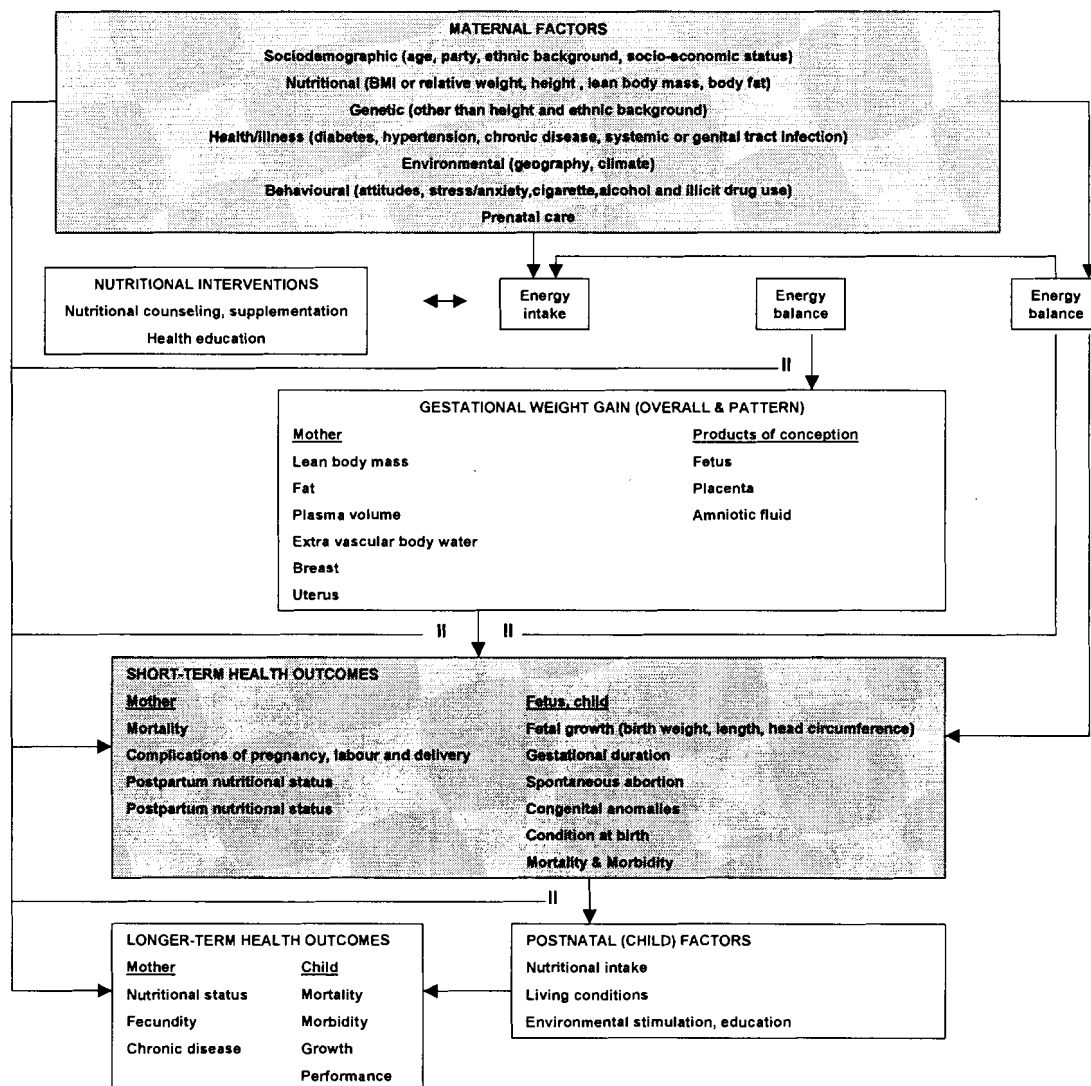 MATERNAL FACTORS
Sociodemographic (age, party, ethnic background, socio-economic status)
Nutritional (BMI or relative weight, height , lean body mass, body fat)
Genetic (other than height and ethnic background)
Health/illness (diabetes, hypertension, chronic disease, systemic or genital tract infection)
Environmental (geography, climate)
Behavioural (attitudes, stress/anxiety,cigarette,alcohol and illicit drug use)
Prenatal care
NUTRITIONAL INTERVENTIONS
Nutritional counseling, supplementation
Health education
Energy
intake
Energy
balance
Energy
balance
GESTATIONAL WEIGHT GAIN (OVERALL & PATTERN)
Mother
Lean body mass
Fat
Plasma volume
Extra vascular body water
Breast
Uterus
Products of conception
Fetus
Placenta
Amniotic fluid
SHORT-TERM HEALTH OUTCOMES
Mother
Mortality
Complications of pregnancy, labour and delivery
Postpartum nutritional status
Postpartum nutritional status
Fetus, child
Fetal growth (birth weight, length, head circumference)
Gestational duration
Spontaneous abortion
Congenital anomalies
Condition at birth
Mortality & Morbidity
LONGER-TERM HEALTH OUTCOMES
Mother
Nutritional status
Fecundity
Chronic disease
Child
Mortality
Morbidity
Growth
Performance
POSTNATAL (CHILD) FACTORS
Nutritional intake
Living conditions
Environmental stimulation, education